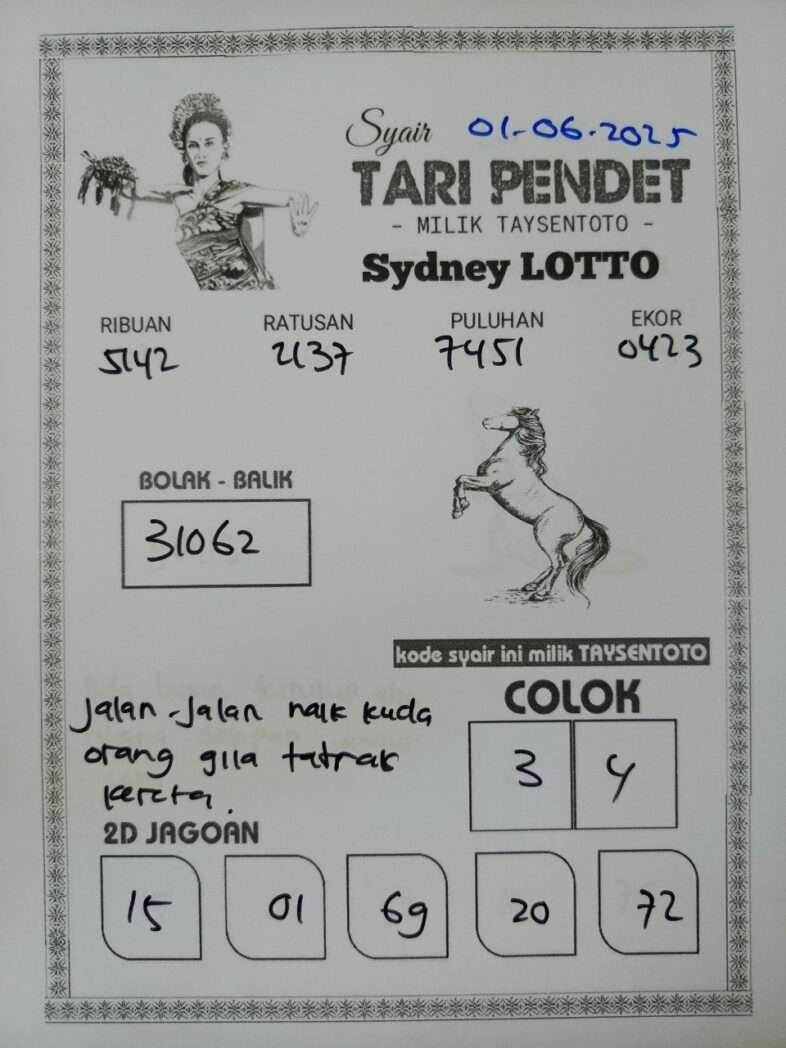 Syair 01-06-2025
TARI PENDET
- MILIK TAYSENTOTO -
Sydney LOTTO
RIBUAN RATUSAN PULUHAN EKOR
5142 2137 7451 0423
BOLAK - BALIK
31062
kode syair ini milik TAYSENTOTO
COLOK
3 4
Jalan-Jalan naik kuda
orang gila tatrak
kereta.
2D JAGOAN
15 01 69 20 72